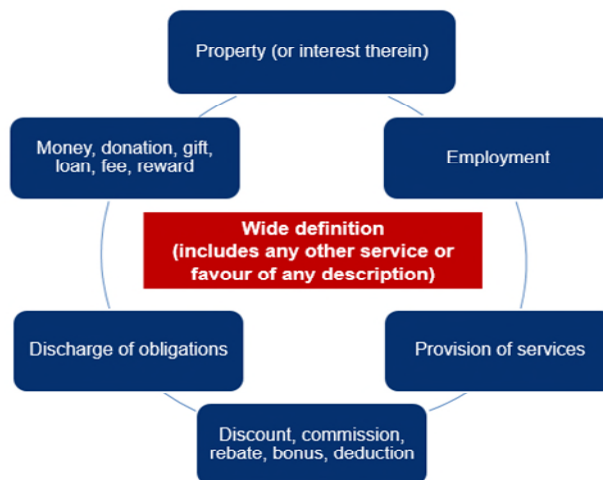 Property (or interest therein)
Money, donation, gift,
loan, fee, reward
Employment
Wide definition
(includes any other service or
favour of any description)
Discharge of obligations
Provision of services
Discount, commission,
rebate, bonus, deduction